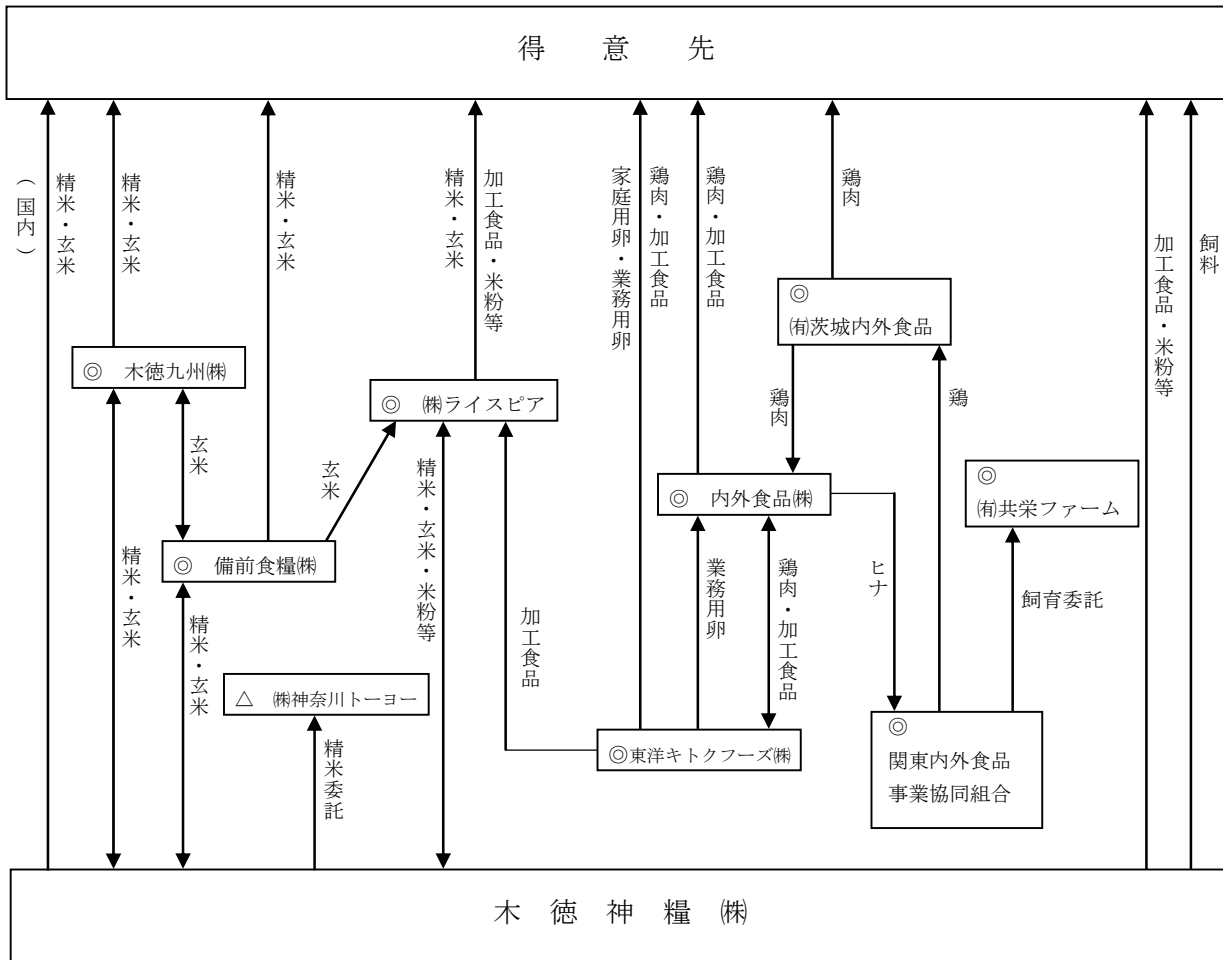 得意先
（国内）
精米・玄米
精米・玄米
精米・玄米
精米・玄米
加工食品・米粉等
家庭用卵・業務用卵
鶏肉・加工食品
鶏肉・加工食品
鶏肉
加工食品・米粉等
飼料
◎
㈲茨城内外食品
◎ 木徳九州㈱
◎ ㈱ライスピア
玄米
玄米
鶏肉
鶏
◎ 内外食品㈱
◎
㈲共栄ファーム
◎ 備前食糧㈱
精米・玄米
精米・玄米
精米・玄米・米粉等
加工食品
業務用卵
鶏肉・加工食品
ヒナ
飼育委託
△ ㈱神奈川トーヨー
精米委託
◎東洋キトクフーズ㈱
◎
関東内外食品
事業協同組合
木徳神糧㈱